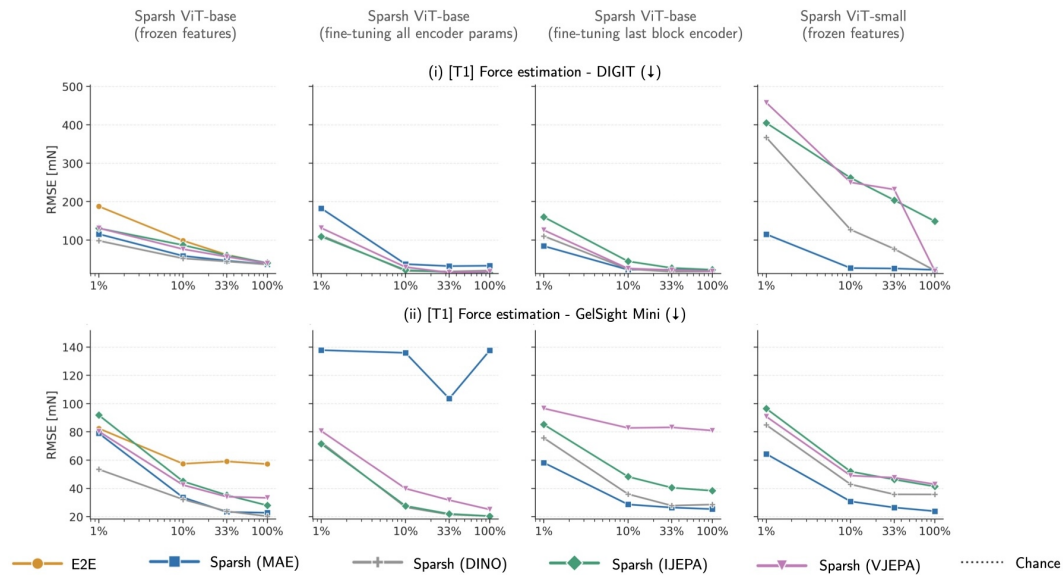 Sparsh ViT-base
(frozen features)
Sparsh ViT-base
(fine-tuning all encoder params)
Sparsh ViT-base
(fine-tuning last block encoder)
Sparsh ViT-small
(frozen features)
(i) [T1] Force estimation - DIGIT (↓)
RMSE [mN]
500
400
300
200
100
1% 10% 33% 100%
1% 10% 33% 100%
1% 10% 33% 100%
1% 10% 33% 100%
(ii) [T1] Force estimation - GelSight Mini (↓)
RMSE [mN]
140
120
100
80
60
40
20
1% 10% 33% 100%
1% 10% 33% 100%
1% 10% 33% 100%
1% 10% 33% 100%
E2E Sparsh (MAE) Sparsh (DINO) Sparsh (IJEPA) Sparsh (VJEPA) Chance